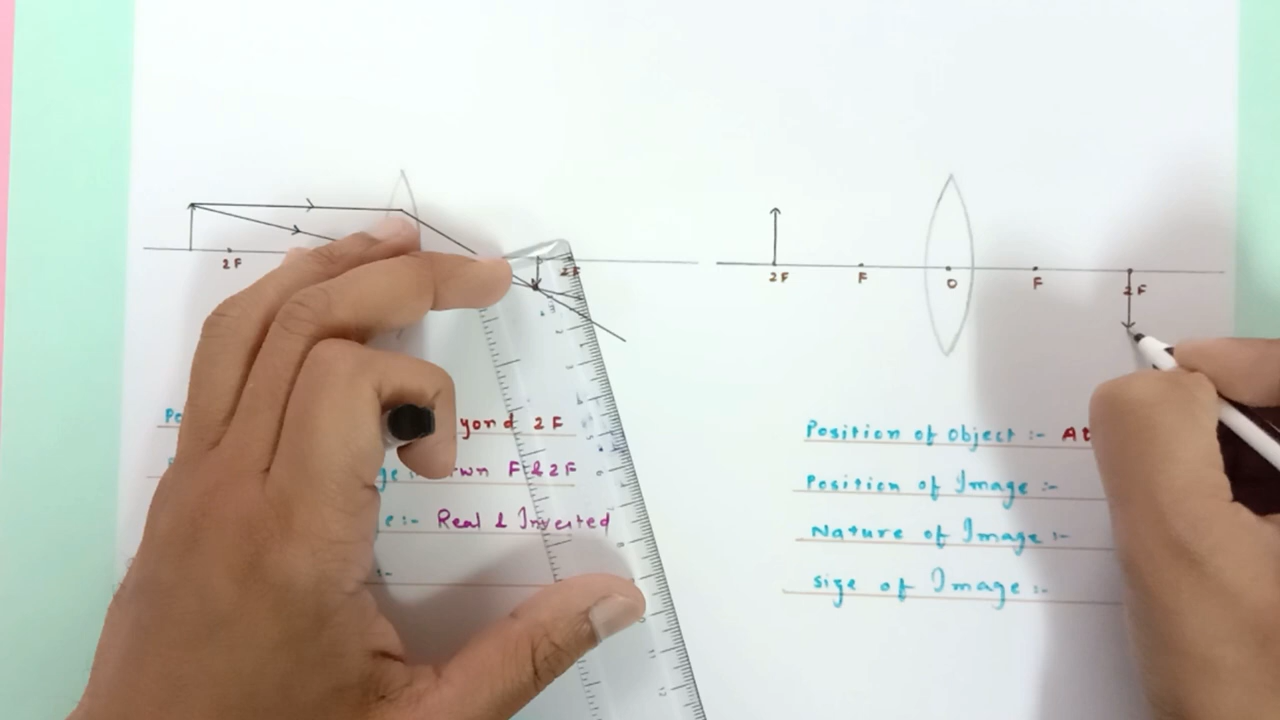 2F
2F
yond 2F
F & 2F
Real & Inverted
2F F O F 2F
Position of Object :- At
Position of Image :-
Nature of Image :-
Size of Image :-